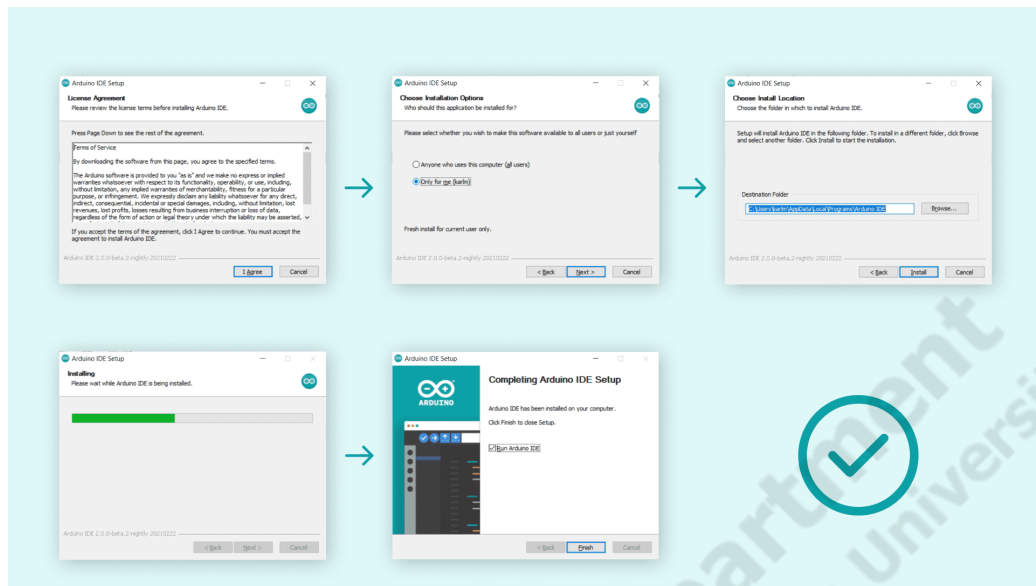 Arduino IDE Setup
License Agreement
Please review the license terms before installing Arduino IDE.
Press Page Down to see the rest of the agreement.
Terms of Service
By downloading the software from this page, you agree to the specified terms.
The Arduino software is provided to you "as is" and we make no express or implied
warranties whatsoever with respect to its functionality, operability, or use, including,
without limitation, any implied warranties of merchantability, fitness for a particular
purpose, or infringement. We expressly disclaim any liability whatsoever for any direct,
indirect, consequential, incidental or special damages, including, without limitation, lost
revenues, lost profits, losses resulting from business interruption or loss of data,
regardless of the form of action or legal theory under which the liability may be asserted,
If you accept the terms of the agreement, click I Agree to continue. You must accept the
agreement to install Arduino IDE.
Arduino IDE 2.0.0-beta.2-nightly-20210222
I Agree
Cancel
Arduino IDE Setup
Choose Installation Options
Who should this application be installed for?
Please select whether you wish to make this software available to all users or just yourself
Anyone who uses this computer (all users)
Only for me (karlm)
Fresh install for current user only.
Arduino IDE 2.0.0-beta.2-nightly-20210222
< Back
Next >
Cancel
Arduino IDE Setup
Choose Install Location
Choose the folder in which to install Arduino IDE.
Setup will install Arduino IDE in the following folder. To install in a different folder, click Browse
and select another folder. Click Install to start the installation.
Destination Folder
Browse...
Arduino IDE 2.0.0-beta.2-nightly-20210222
< Back
Install
Cancel
Arduino IDE Setup
Installing
Please wait while Arduino IDE is being installed.
Arduino IDE 2.0.0-beta.2-nightly-20210222
< Back
Next >
Cancel
Arduino IDE Setup
ARDUINO
Completing Arduino IDE Setup
Arduino IDE has been installed on your computer.
Click Finish to close Setup.
Run Arduino IDE
< Back
Finish
Cancel